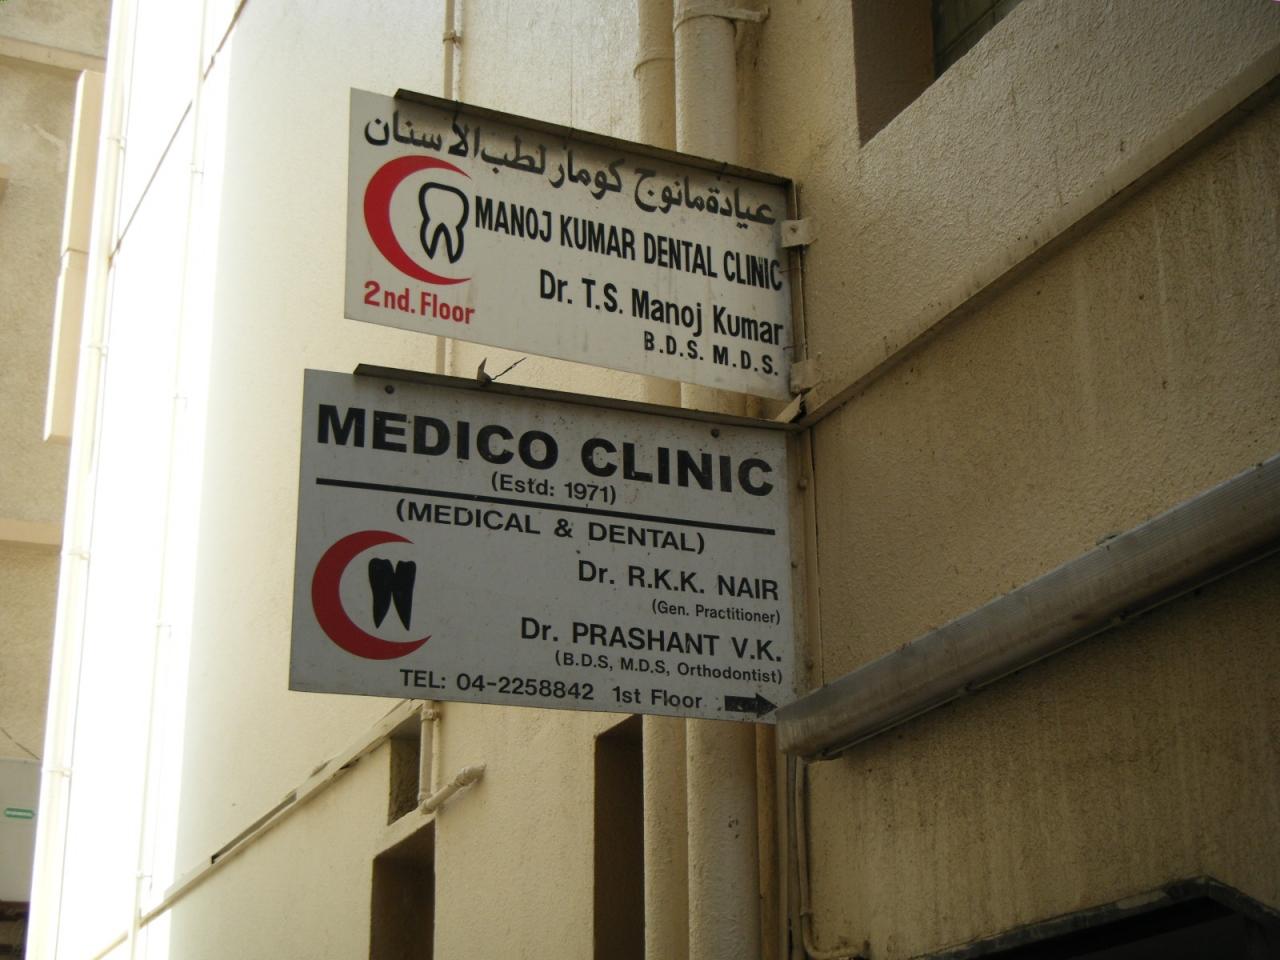 عيادة مانوج كومار لطب الاسنان
MANOJ KUMAR DENTAL CLINIC
Dr. T.S. Manoj Kumar
B.D.S. M.D.S.
2nd. Floor
MEDICO CLINIC
(Estd: 1971)
(MEDICAL & DENTAL)
Dr. R.K.K. NAIR
(Gen. Practitioner)
Dr. PRASHANT V.K.
(B.D.S, M.D.S, Orthodontist)
TEL: 04-2258842 1st Floor